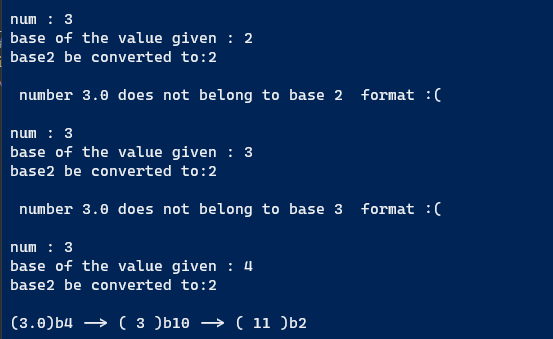 num : 3
base of the value given : 2
base2 be converted to:2
number 3.0 does not belong to base 2  format :(
num : 3
base of the value given : 3
base2 be converted to:2
number 3.0 does not belong to base 3  format :(
num : 3
base of the value given : 4
base2 be converted to:2
(3.0)b4 --> ( 3 )b10 --> ( 11 )b2